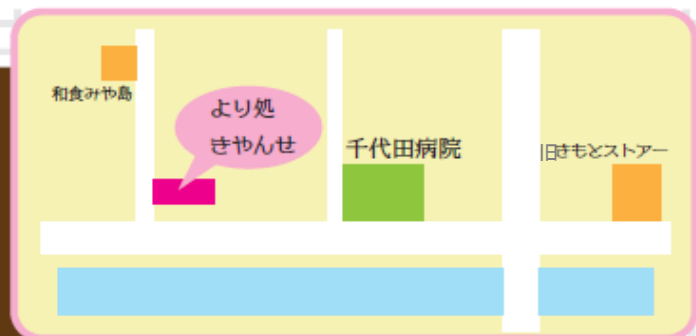 和食みや島
より処
きやんせ
千代田病院
旧きもとストアー